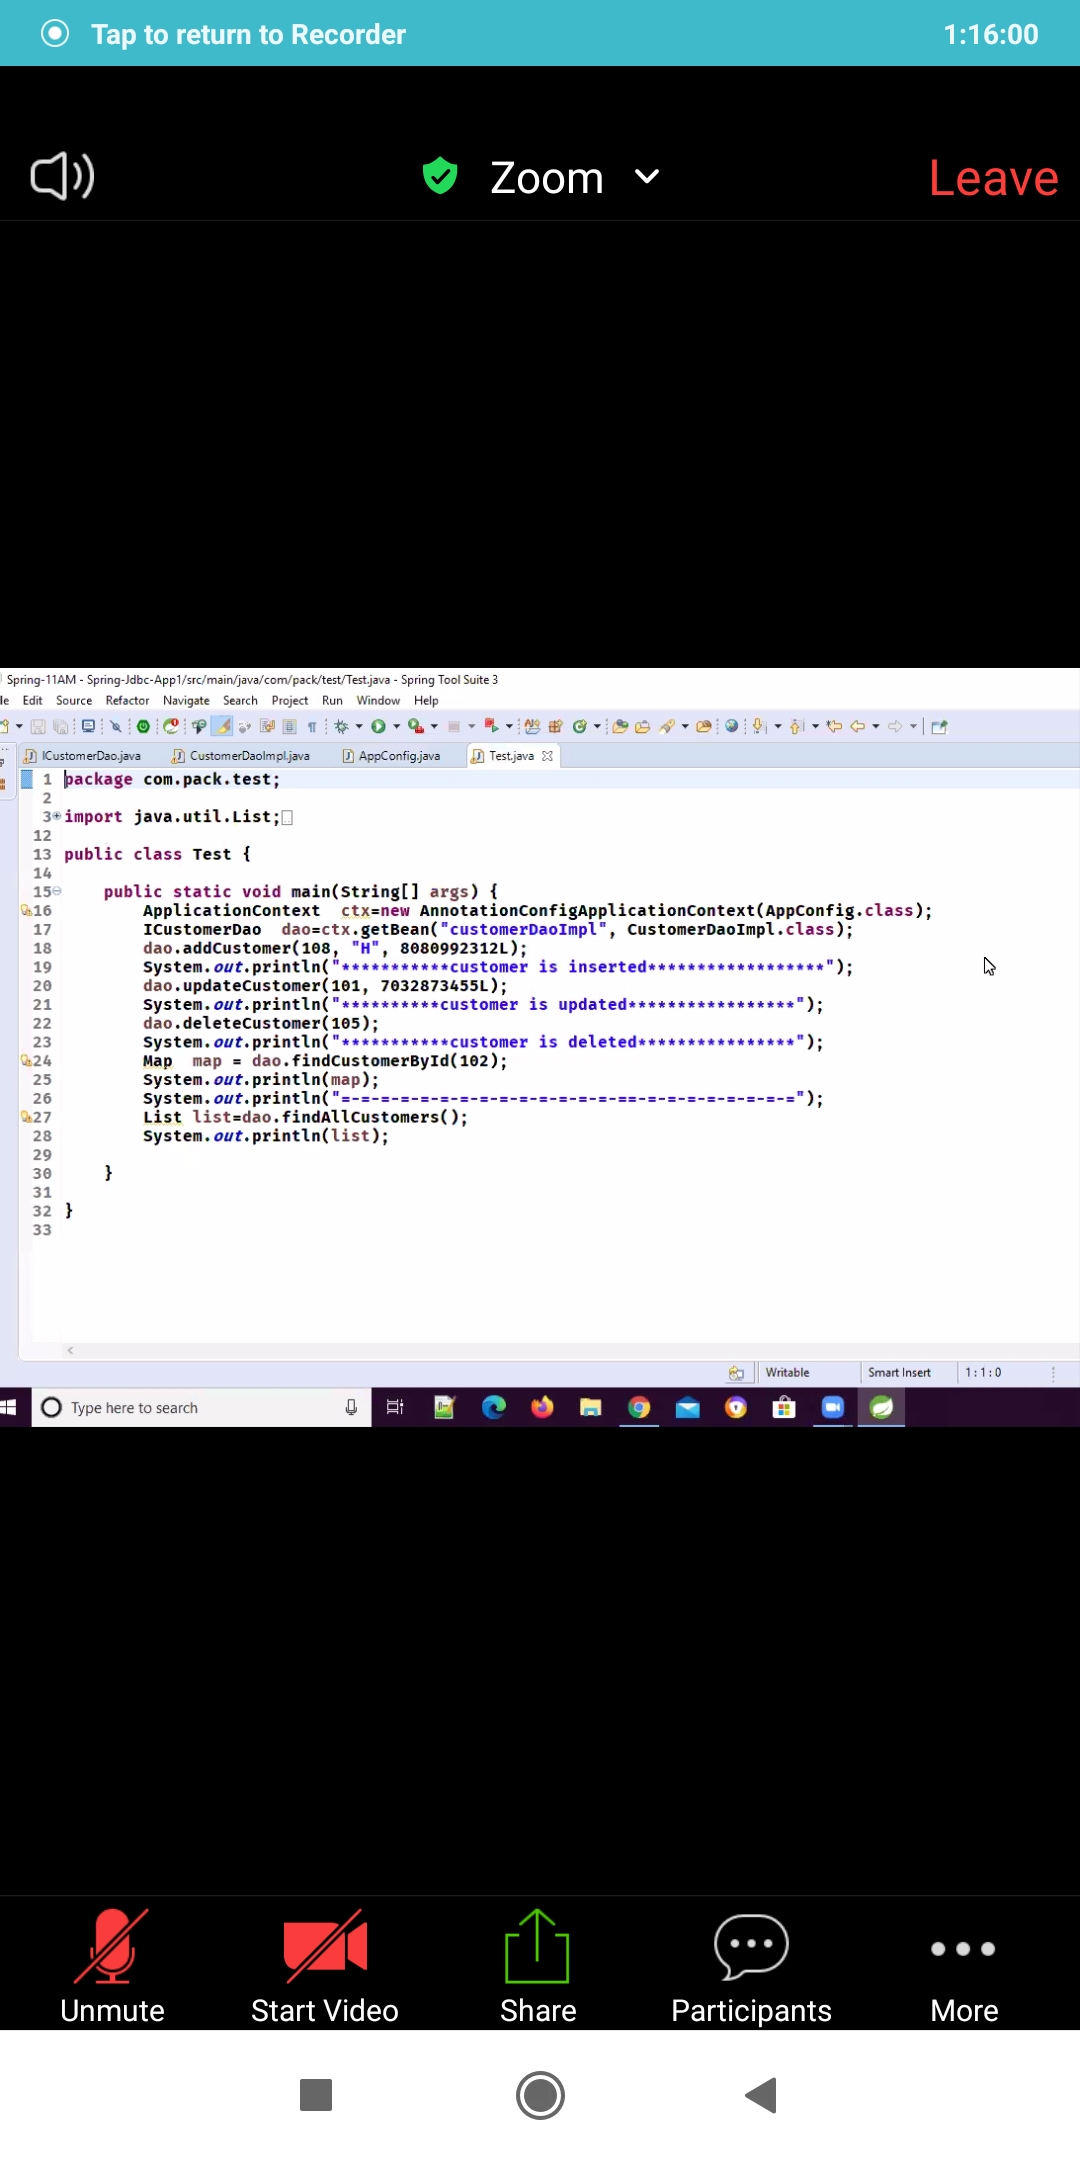 Tap to return to Recorder 1:16:00
Zoom Leave
Spring-11AM - Spring-Jdbc-App1/src/main/java/com/pack/test/Test.java - Spring Tool Suite 3
le Edit Source Refactor Navigate Search Project Run Window Help
ICustomerDao.java CustomerDaoImpl.java AppConfig.java Test.java
1 package com.pack.test;
2
3 import java.util.List;
12
13 public class Test {
14
15 public static void main(String[] args) {
16 ApplicationContext ctx=new AnnotationConfigApplicationContext(AppConfig.class);
17 ICustomerDao dao=ctx.getBean("customerDaoImpl", CustomerDaoImpl.class);
18 dao.addCustomer(108, "H", 8080992312L);
19 System.out.println("***********customer is inserted******************");
20 dao.updateCustomer(101, 7032873455L);
21 System.out.println("**********customer is updated*****************");
22 dao.deleteCustomer(105);
23 System.out.println("***********customer is deleted****************");
24 Map map = dao.findCustomerById(102);
25 System.out.println(map);
26 System.out.println("=-=-=-=-=-=-=-=-=-=-=-=-=-=-=--=-=-=-=-=-=-=-=");
27 List list=dao.findAllCustomers();
28 System.out.println(list);
29
30 }
31
32 }
33
Writable Smart Insert 1:1:0
Type here to search
Unmute Start Video Share Participants More